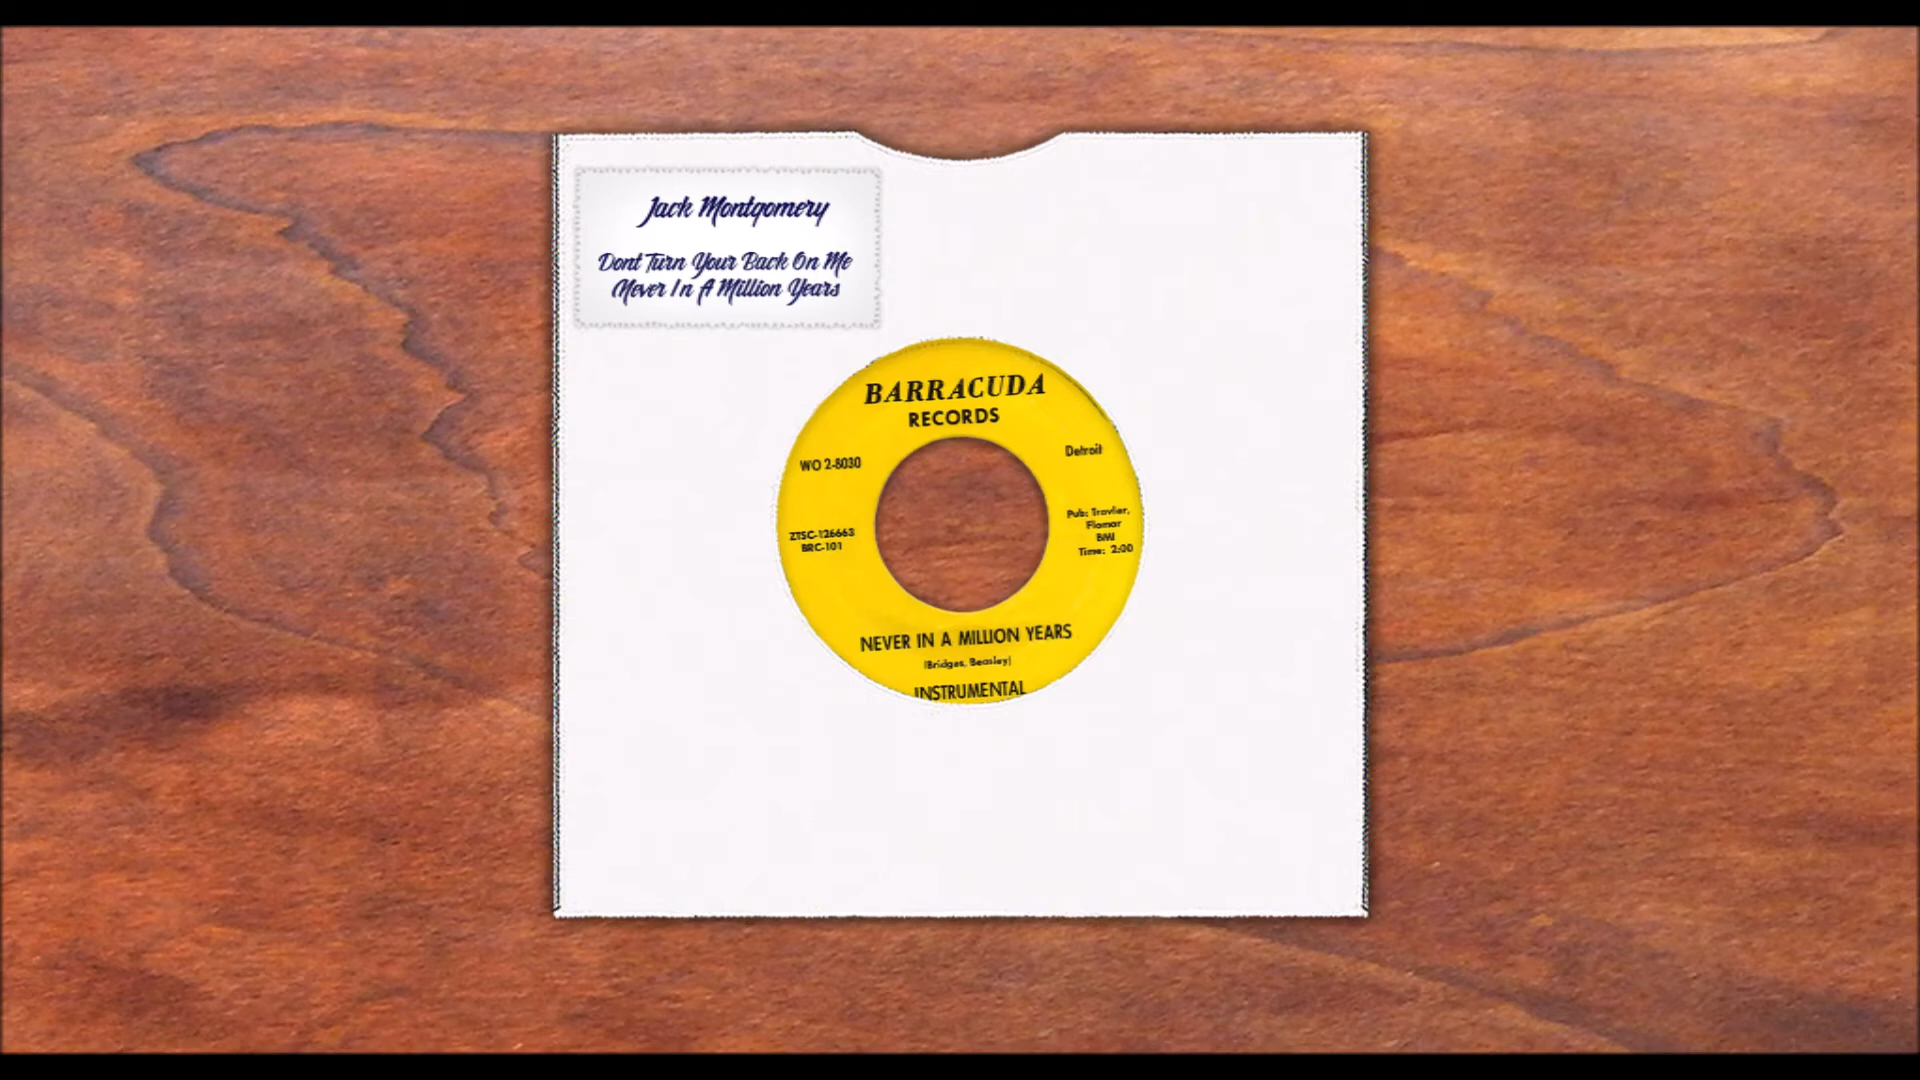 Jack Montgomery
Dont Turn Your Back On Me
Never In A Million Years
BARRACUDA
RECORDS
WO 2-8030
Detroit
ZTSC-126663
BRC-101
Pub: Travler,
Flomar
BMI
Time: 2:00
NEVER IN A MILLION YEARS
(Bridges, Beasley)
INSTRUMENTAL